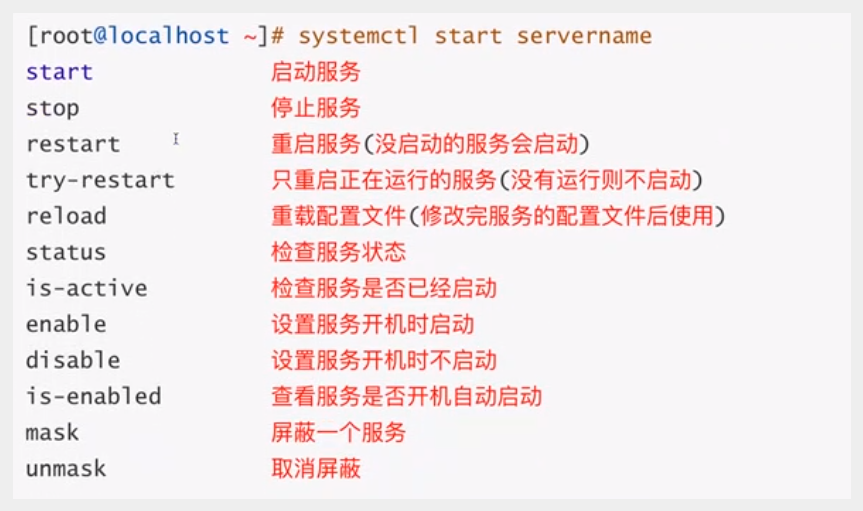 [root@localhost ~]# systemctl start servername
start 启动服务
stop 停止服务
restart 重启服务(没启动的服务会启动)
try-restart 只重启正在运行的服务(没有运行则不启动)
reload 重载配置文件(修改完服务的配置文件后使用)
status 检查服务状态
is-active 检查服务是否已经启动
enable 设置服务开机时启动
disable 设置服务开机时不启动
is-enabled 查看服务是否开机自动启动
mask 屏蔽一个服务
unmask 取消屏蔽